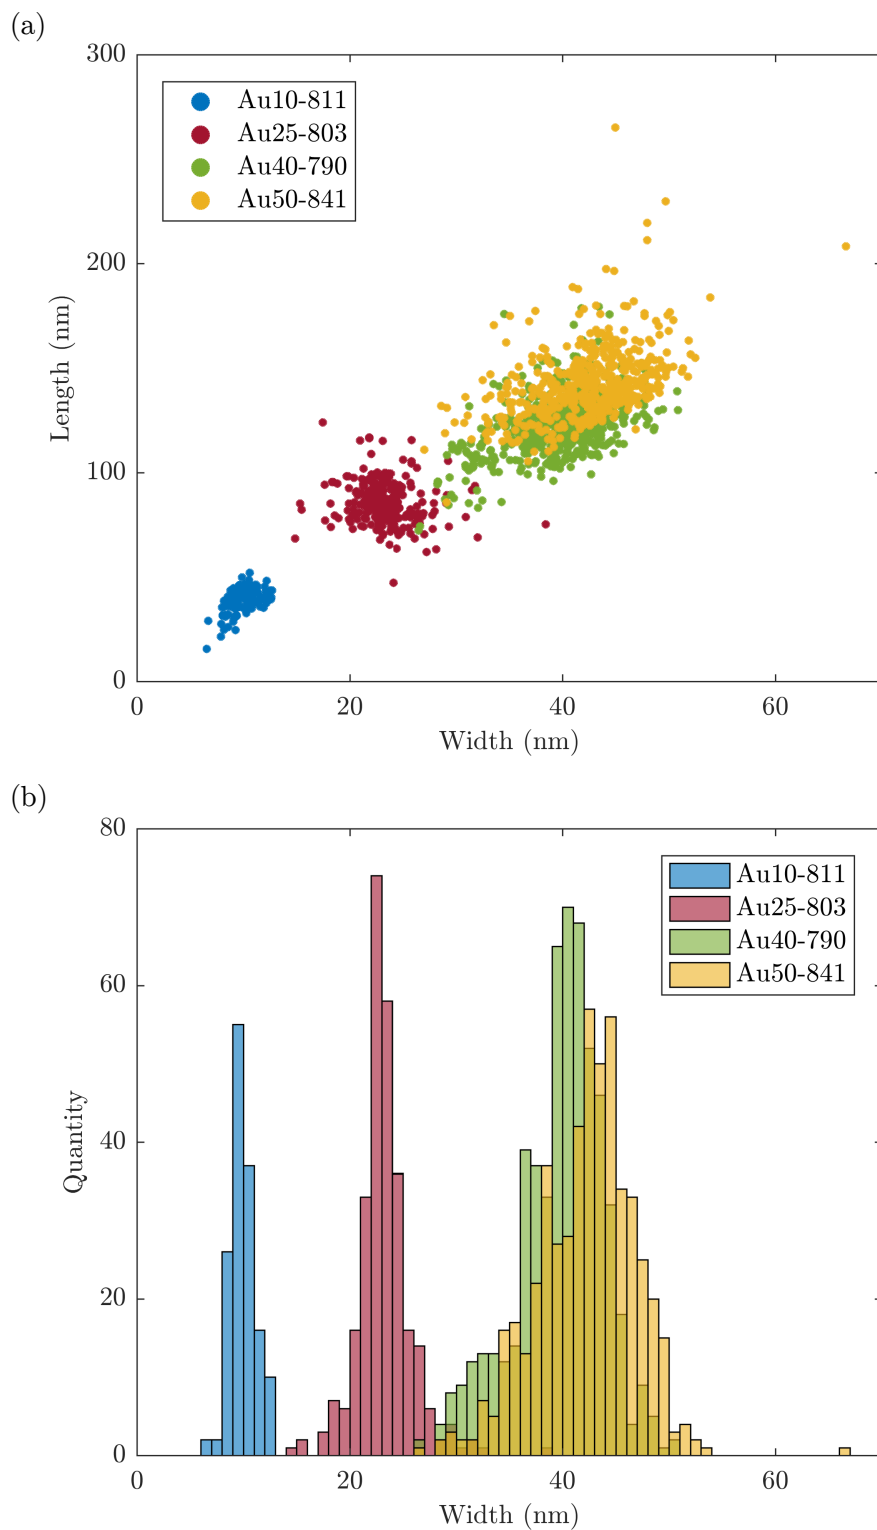 (a)
300
200
100
0
Length (nm)
Au10-811
Au25-803
Au40-790
Au50-841
0 20 40 60
Width (nm)
(b)
80
60
40
20
0
Quantity
Au10-811
Au25-803
Au40-790
Au50-841
0 20 40 60
Width (nm)